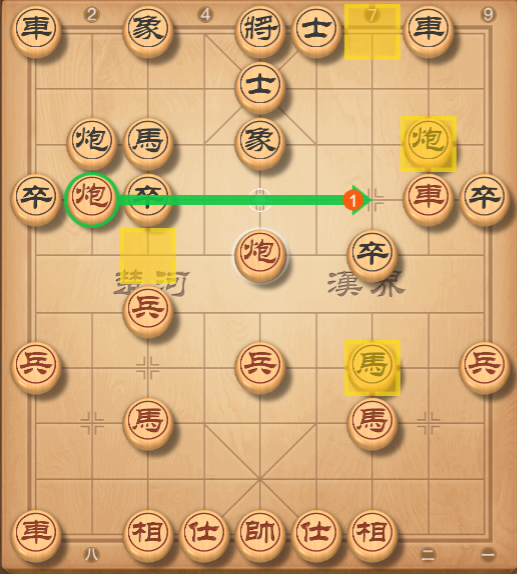 2 4 7 9
車 象 將 士 車
士
炮 馬 象 炮
卒 炮 卒 1 車 卒
炮 卒
楚河 漢界
兵
兵 兵 馬 兵
馬 馬
車 相 仕 帥 仕 相
八 二 一